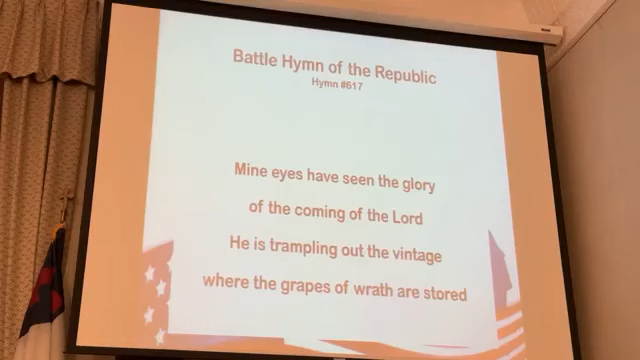 Battle Hymn of the Republic
Hymn #617
Mine eyes have seen the glory
of the coming of the Lord
He is trampling out the vintage
where the grapes of wrath are stored